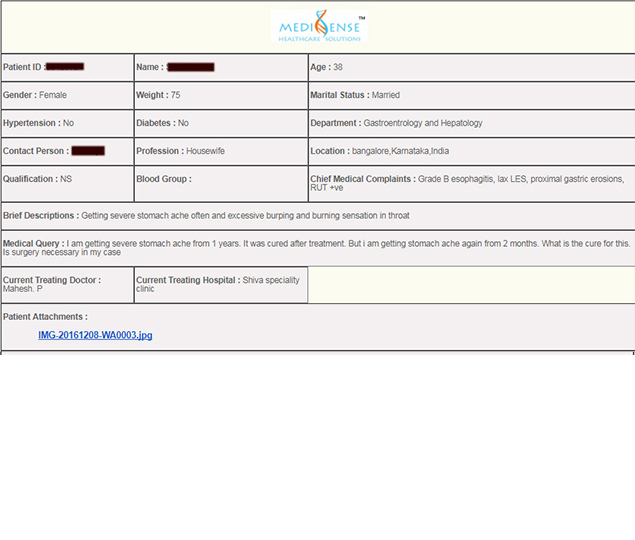 MEDISENSE TM
HEALTHCARE SOLUTIONS
Patient ID :
Name :
Age : 38
Gender : Female
Weight : 75
Marital Status : Married
Hypertension : No
Diabetes : No
Department : Gastroentrology and Hepatology
Contact Person :
Profession : Housewife
Location : bangalore,Karnataka,India
Qualification : NS
Blood Group :
Chief Medical Complaints : Grade B esophagitis, lax LES, proximal gastric erosions,
RUT +ve
Brief Descriptions : Getting severe stomach ache often and excessive burping and burning sensation in throat
Medical Query : I am getting severe stomach ache from 1 years. It was cured after treatment. But i am getting stomach ache again from 2 months. What is the cure for this.
Is surgery necessary in my case
Current Treating Doctor :
Mahesh. P
Current Treating Hospital : Shiva speciality
clinic
Patient Attachments :
IMG-20161208-WA0003.jpg